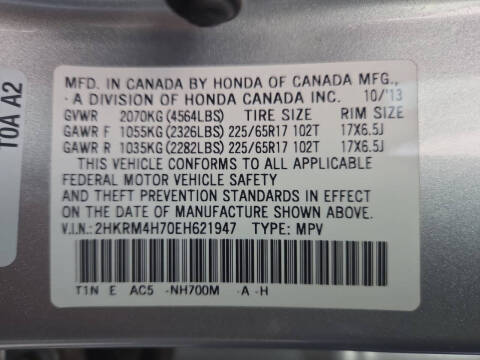 MFD. IN CANADA BY HONDA OF CANADA MFG.,
·A DIVISION OF HONDA CANADA INC. 10/'13
GVWR 2070KG(4564LBS) TIRE SIZE RIM SIZE
GAWR F 1055KG(2326LBS) 225/65R17 102T 17X6.5J
GAWR R 1035KG(2282LBS) 225/65R17 102T 17X6.5J
THIS VEHICLE CONFORMS TO ALL APPLICABLE
FEDERAL MOTOR VEHICLE SAFETY
AND THEFT PREVENTION STANDARDS IN EFFECT
ON THE DATE OF MANUFACTURE SHOWN ABOVE.
V.I.N.:2HKRM4H70EH621947 TYPE: MPV
T1N E AC5 -NH700M -A -H
T0A A2